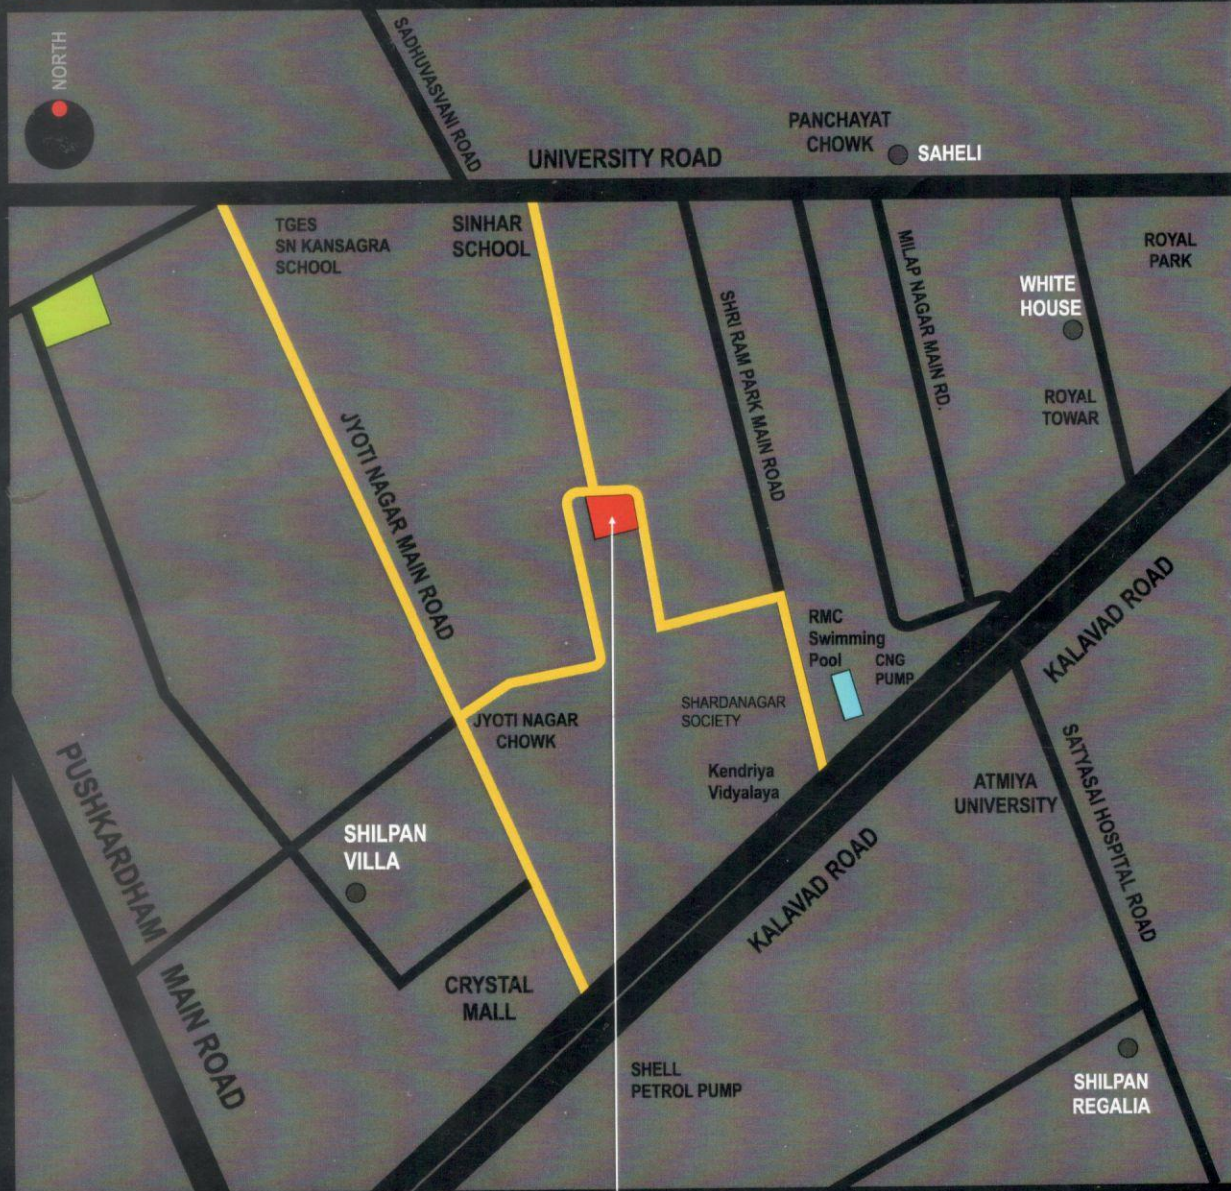 NORTH
SADHUVASVANI ROAD
UNIVERSITY ROAD
PANCHAYAT
CHOWK
SAHELI
TGES
SN KANSAGRA
SCHOOL
SINHAR
SCHOOL
SHRI RAM PARK MAIN ROAD
MILAP NAGAR MAIN RD.
WHITE
HOUSE
ROYAL
PARK
ROYAL
TOWAR
JYOTI NAGAR MAIN ROAD
RMC
Swimming
Pool
CNG
PUMP
KALAVAD ROAD
SHARDANAGAR
SOCIETY
JYOTI NAGAR
CHOWK
Kendriya
Vidyalaya
ATMIYA
UNIVERSITY
SATYASAI HOSPITAL ROAD
PUSHKARDHAM
MAIN ROAD
SHILPAN
VILLA
KALAVAD ROAD
CRYSTAL
MALL
SHELL
PETROL PUMP
SHILPAN
REGALIA